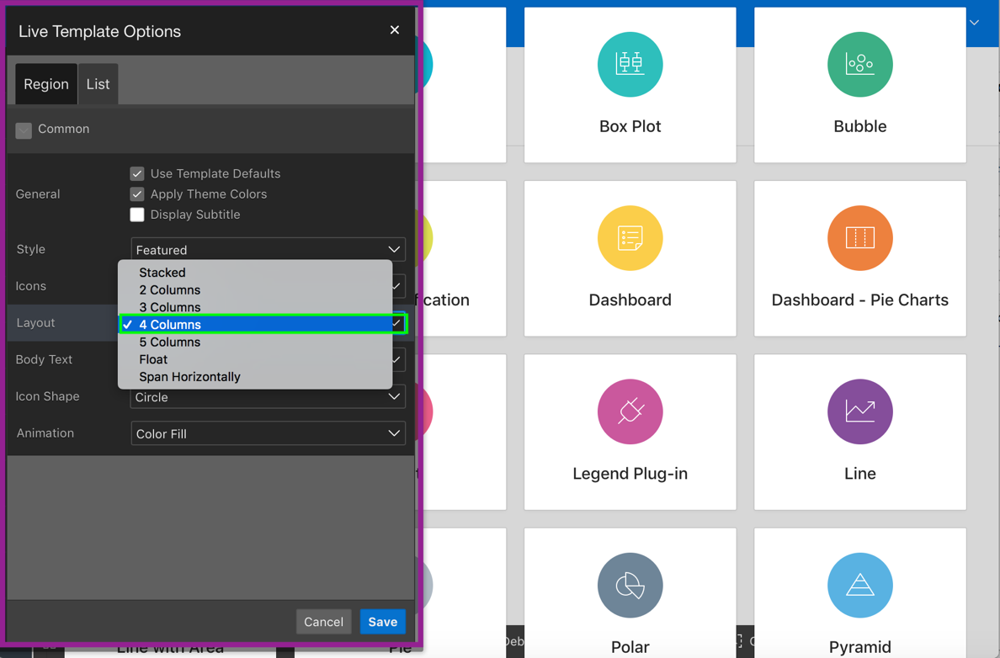 Live Template Options
Region
List
Common
General
Use Template Defaults
Apply Theme Colors
Display Subtitle
Style
Featured
Icons
Layout
Stacked
2 Columns
3 Columns
4 Columns
5 Columns
Float
Span Horizontally
Body Text
Icon Shape
Circle
Animation
Color Fill
Cancel
Save
Box Plot
Bubble
cation
Dashboard
Dashboard - Pie Charts
Legend Plug-in
Line
Polar
Pyramid
Line with Area
Pie
Deb